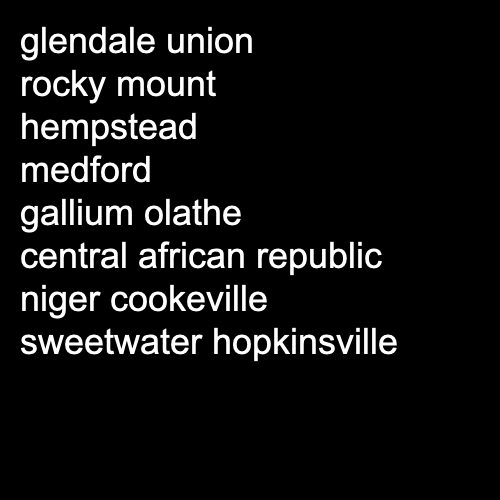 glendale union
rocky mount
hempstead
medford
gallium olathe
central african republic
niger cookeville
sweetwater hopkinsville